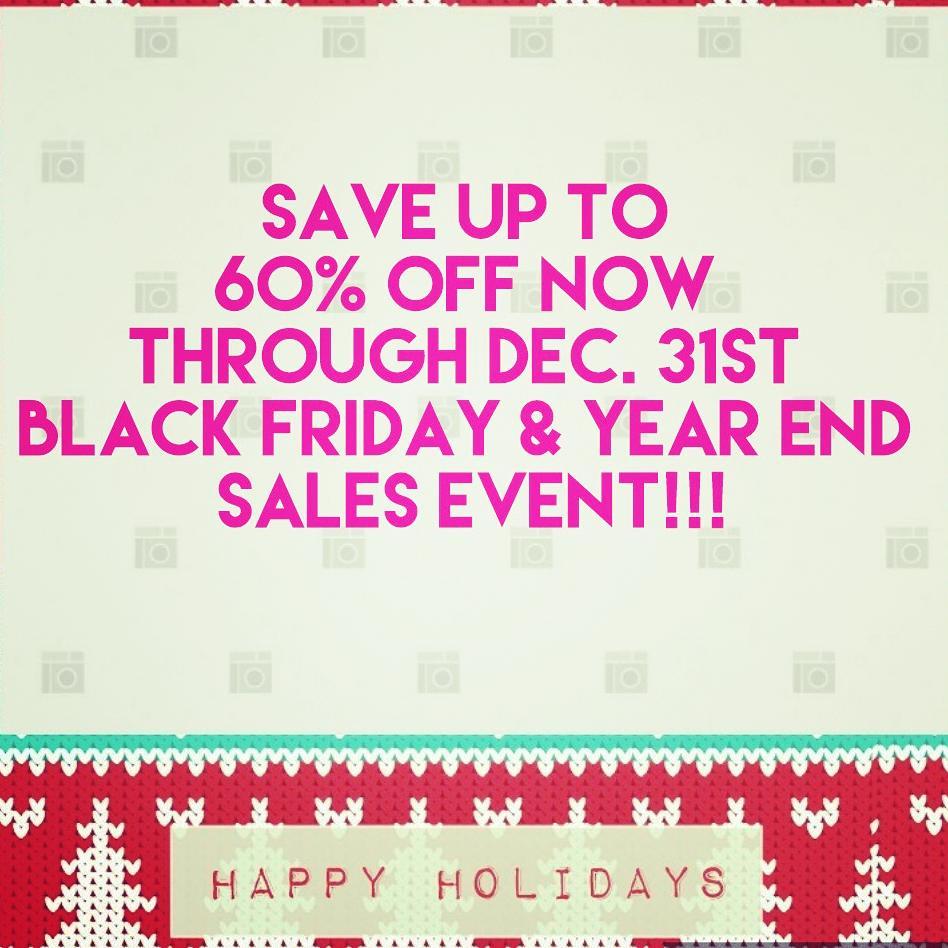 SAVE UP TO
60% OFF NOW
THROUGH DEC. 31ST
BLACK FRIDAY & YEAR END
SALES EVENT!!!
HAPPY HOLIDAYS